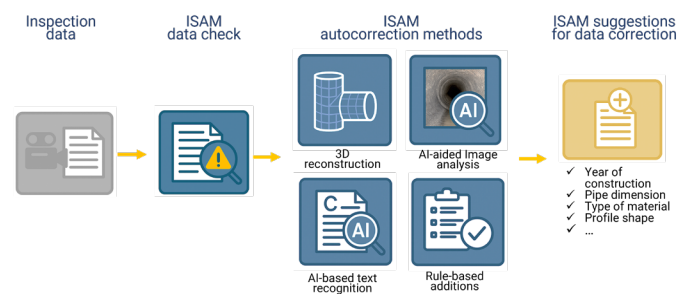 Inspection
data
ISAM
data check
ISAM
autocorrection methods
ISAM suggestions
for data correction
AI
3D
reconstruction
AI-aided Image
analysis
C
AI
AI-based text
recognition
Rule-based
additions
✓ Year of
construction
✓ Pipe dimension
✓ Type of material
✓ Profile shape
✓ ...